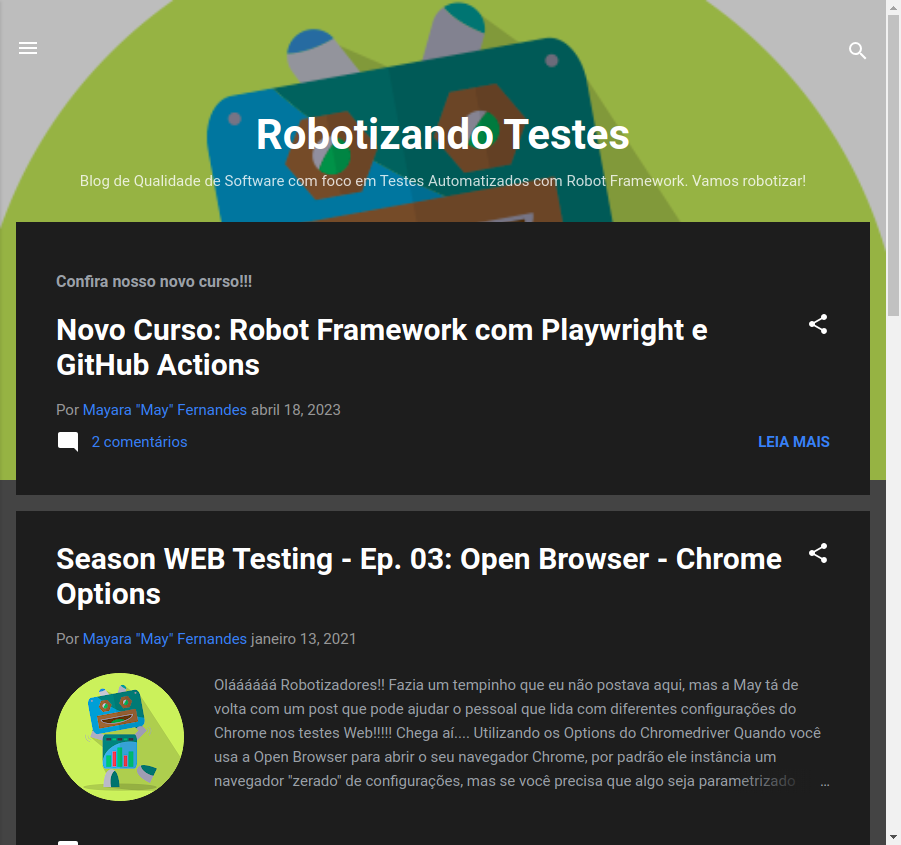 Robotizando Testes
Blog de Qualidade de Software com foco em Testes Automatizados com Robot Framework. Vamos robotizar!
Confira nosso novo curso!!!
Novo Curso: Robot Framework com Playwright e
GitHub Actions
Por Mayara "May" Fernandes abril 18, 2023
2 comentários
LEIA MAIS
Season WEB Testing - Ep. 03: Open Browser - Chrome
Options
Por Mayara "May" Fernandes janeiro 13, 2021
Oláááááá Robotizadores!! Fazia um tempinho que eu não postava aqui, mas a May tá de
volta com um post que pode ajudar o pessoal que lida com diferentes configurações do
Chrome nos testes Web!!!!! Chega aí.... Utilizando os Options do Chromedriver Quando você
usa a Open Browser para abrir o seu navegador Chrome, por padrão ele instância um
navegador "zerado" de configurações, mas se você precisa que algo seja parametrizado ...